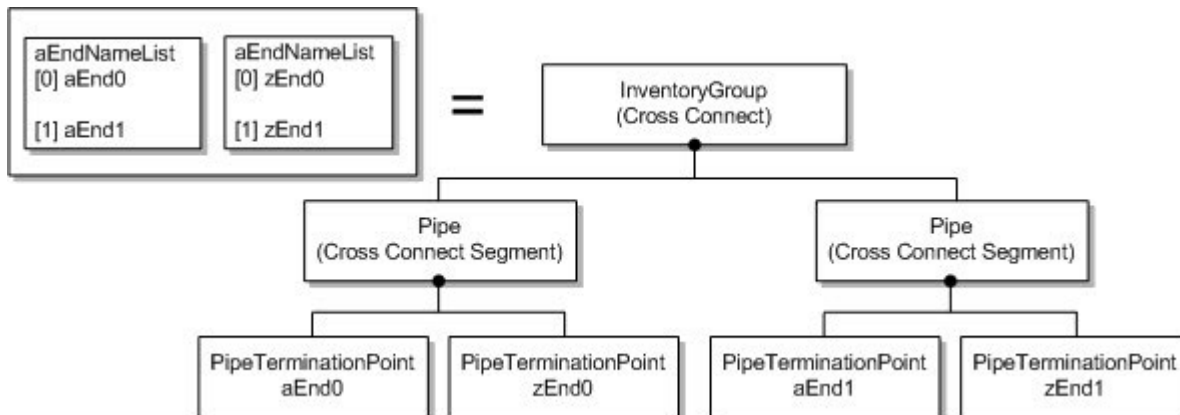 aEndNameList
[0] aEnd0
[1] aEnd1
aEndNameList
[0] zEnd0
[1] zEnd1
=
InventoryGroup
(Cross Connect)
Pipe
(Cross Connect Segment)
Pipe
(Cross Connect Segment)
PipeTerminationPoint
aEnd0
PipeTerminationPoint
zEnd0
PipeTerminationPoint
aEnd1
PipeTerminationPoint
zEnd1